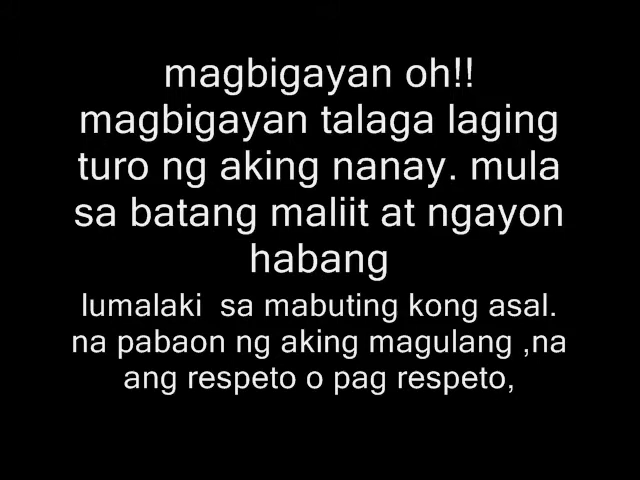 magbigayan oh!!
magbigayan talaga laging
turo ng aking nanay. mula
sa batang maliit at ngayon
habang
lumalaki  sa mabuting kong asal.
na pabaon ng aking magulang ,na
ang respeto o pag respeto,